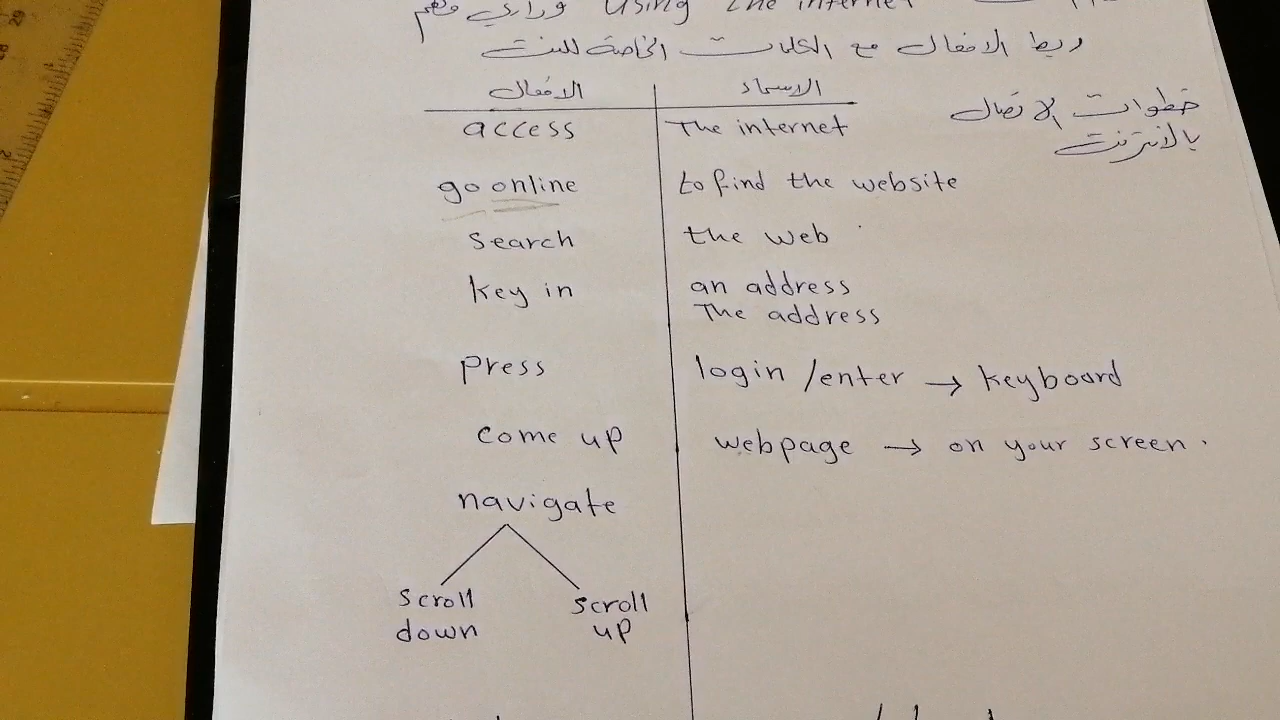 using the internet وزاري مهم
ربط الافعال مع الكلمات الخاصة للنت
الافعال الاسماء
خطوات الاتصال
بالانترنت
access The internet
go online to find the website
search the web
key in an address
The address
press login /enter → keyboard
come up webpage → on your screen.
navigate
scroll down
scroll up